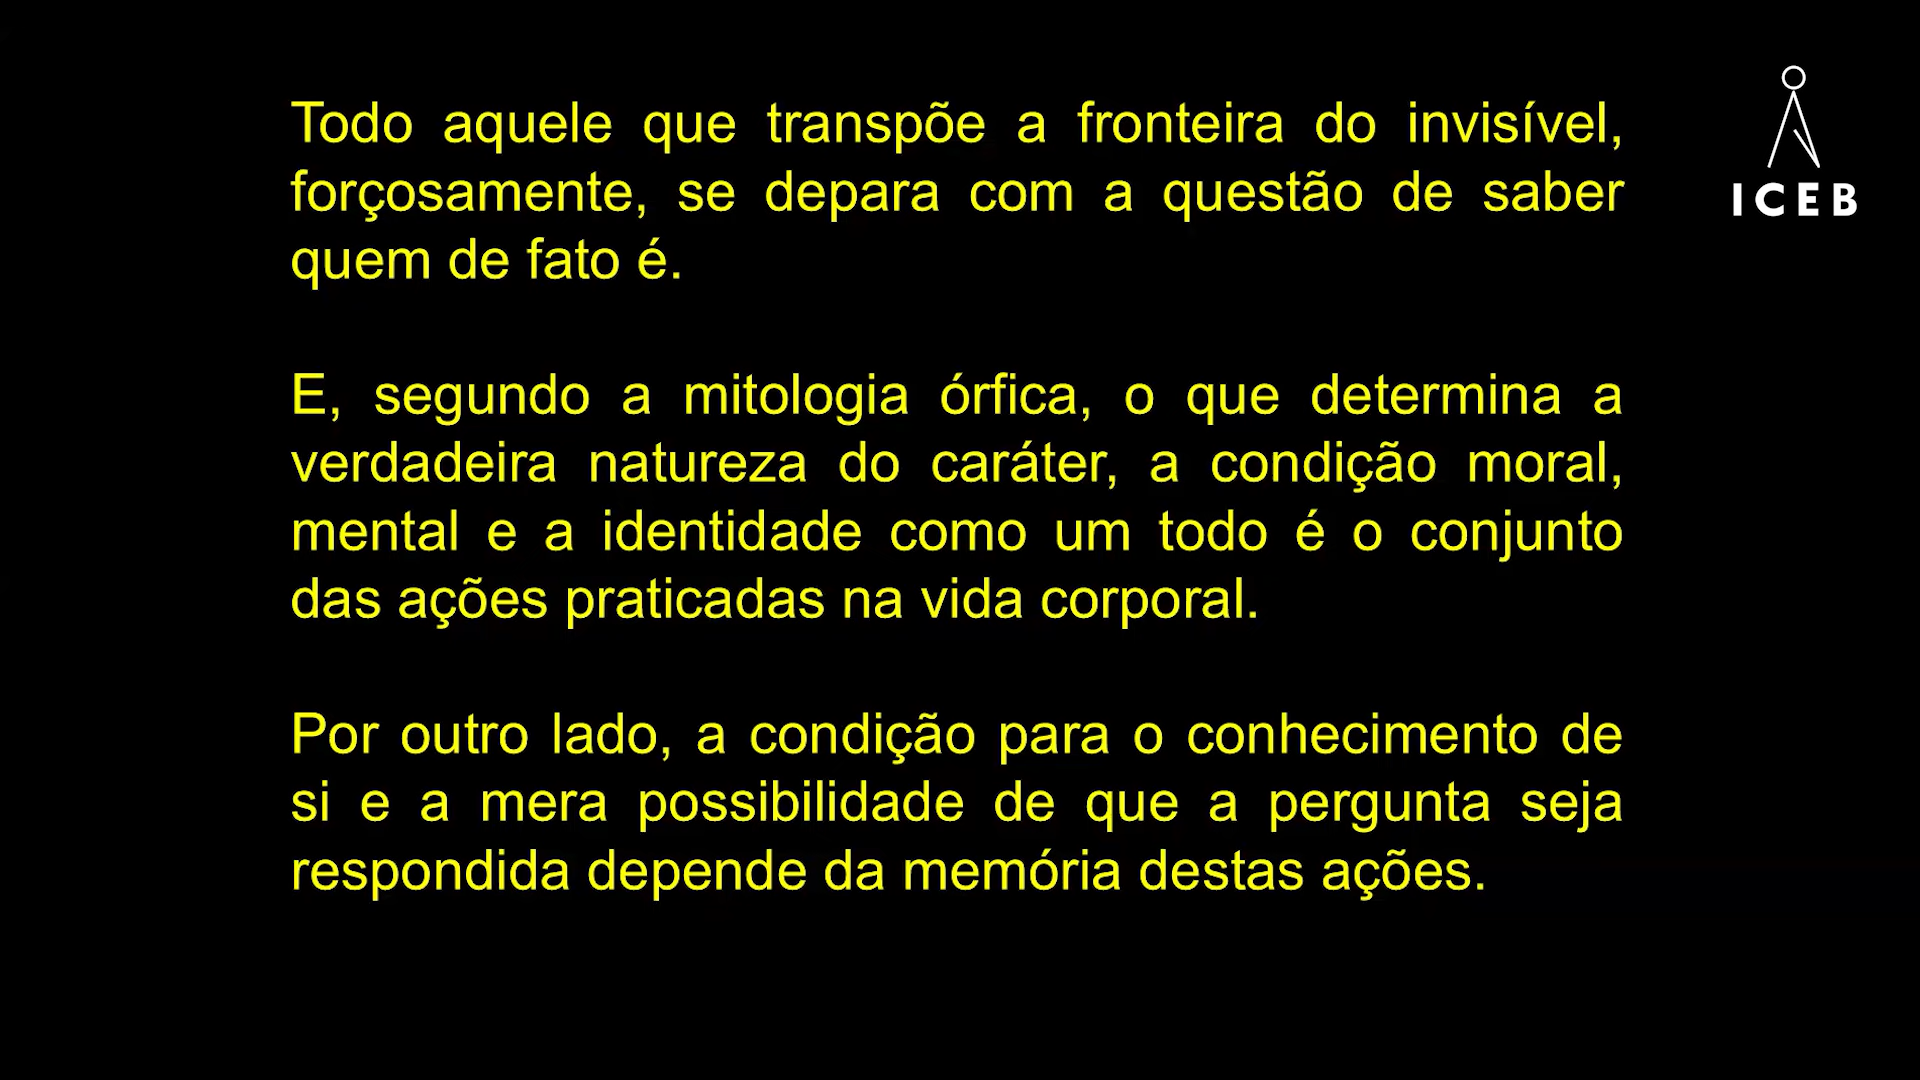 Todo aquele que transpõe a fronteira do invisível,
forçosamente, se depara com a questão de saber
quem de fato é.
E, segundo a mitologia órfica, o que determina a
verdadeira natureza do caráter, a condição moral,
mental e a identidade como um todo é o conjunto
das ações praticadas na vida corporal.
Por outro lado, a condição para o conhecimento de
si e a mera possibilidade de que a pergunta seja
respondida depende da memória destas ações.
ICEB